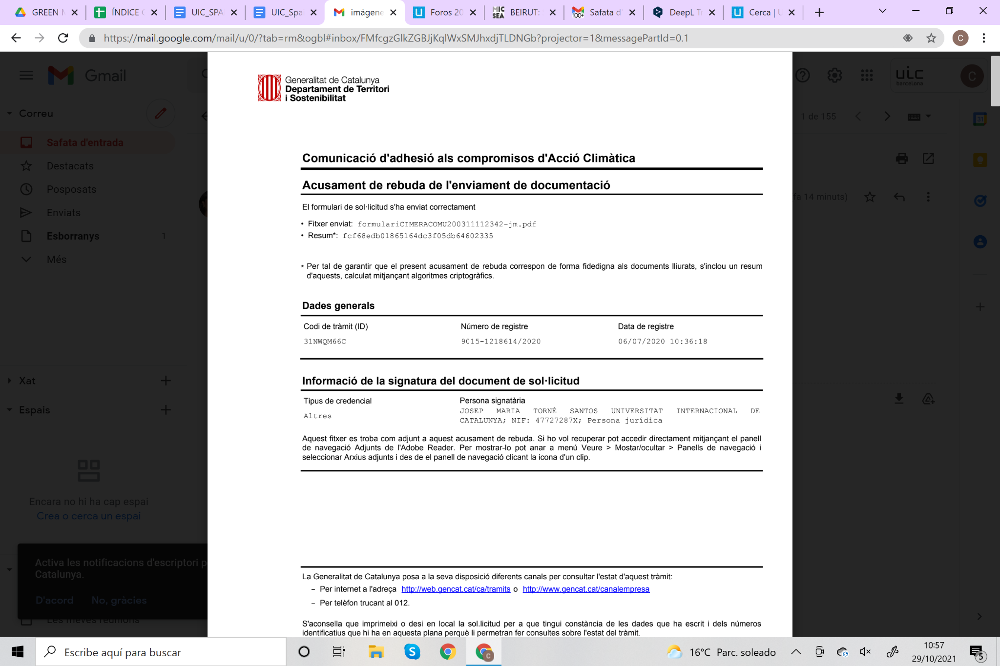 GREEN
ÍNDICE
UIC_SPA
UIC_Spai
imágene
Foros 20
MIC SEA BEIRUT:
100+ Safata d'
DeepL T
Cerca | U
https://mail.google.com/mail/u/0/?tab=rm&ogbl#inbox/FMfcgzGlkZGBJjKqlWxSMJhxdjTLDNGb?projector=1&messagePartId=0.1
C
Gmail
uic
barcelona
C
Correu
1 de 155
31
Safata d'entrada
Destacats
Posposats
fa 14 minuts)
Enviats
Esborranys 1
Més
Xat
Espais
Encara no hi ha cap espai
Crea o cerca un espai
Activa les notificacions d'escriptori p
Catalunya.
D'acord No, gràcies
Les meves reunions
Generalitat de Catalunya
Departament de Territori
i Sostenibilitat
Comunicació d'adhesió als compromisos d'Acció Climàtica
Acusament de rebuda de l'enviament de documentació
El formulari de sol·licitud s'ha enviat correctament
• Fitxer enviat: formulariCIMERACOMU200311112342-jm.pdf
• Resum*: fcf68edb01865164dc3f05db64602335
* Per tal de garantir que el present acusament de rebuda correspon de forma fidedigna als documents lliurats, s'inclou un resum
d'aquests, calculat mitjançant algoritmes criptogràfics.
Dades generals
Codi de tràmit (ID) Número de registre Data de registre
31NWQM66C 9015-1218614/2020 06/07/2020 10:36:18
Informació de la signatura del document de sol·licitud
Tipus de credencial Persona signatària
Altres JOSEP MARIA TORNÉ SANTOS UNIVERSITAT INTERNACIONAL DE
CATALUNYA; NIF: 47727287X; Persona jurídica
Aquest fitxer es troba com adjunt a aquest acusament de rebuda. Si ho vol recuperar pot accedir directament mitjançant el panell
de navegació Adjunts de l'Adobe Reader. Per mostrar-lo pot anar a menú Veure > Mostar/ocultar > Panells de navegació i
seleccionar Arxius adjunts i des de el panell de navegació clicant la icona d'un clip.
La Generalitat de Catalunya posa a la seva disposició diferents canals per consultar l'estat d'aquest tràmit:
– Per internet a l'adreça http://web.gencat.cat/ca/tramits o http://www.gencat.cat/canalempresa
– Per telèfon trucant al 012.
S'aconsella que imprimeixi o desi en local la sol.licitud per a que tingui constància de les dades que ha escrit i dels números
identificatius que hi ha en aquesta plana perquè li permetran fer consultes sobre l'estat del tràmit.
Escribe aquí para buscar
16°C Parc. soleado
10:57
29/10/2021
5